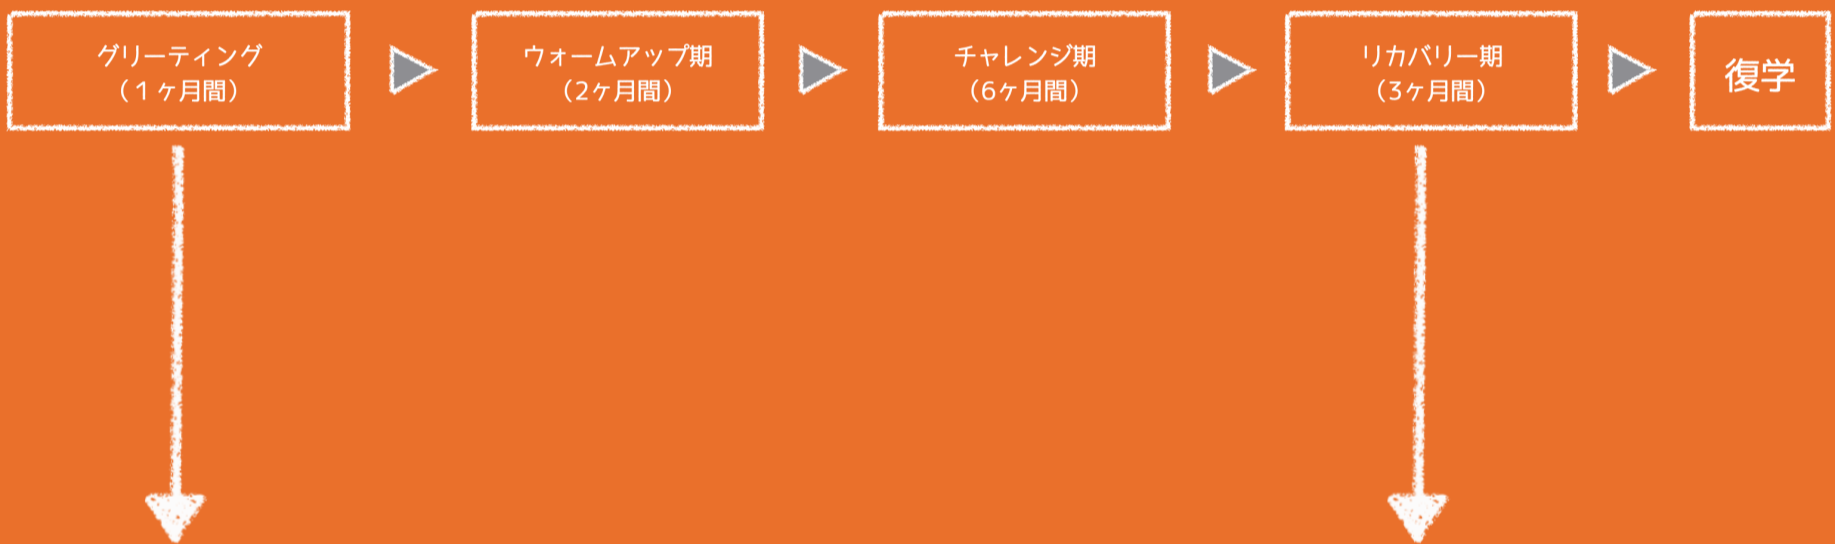 グリーティング
（１ヶ月間）
ウォームアップ期
（2ヶ月間）
チャレンジ期
（6ヶ月間）
リカバリー期
（3ヶ月間）
復学